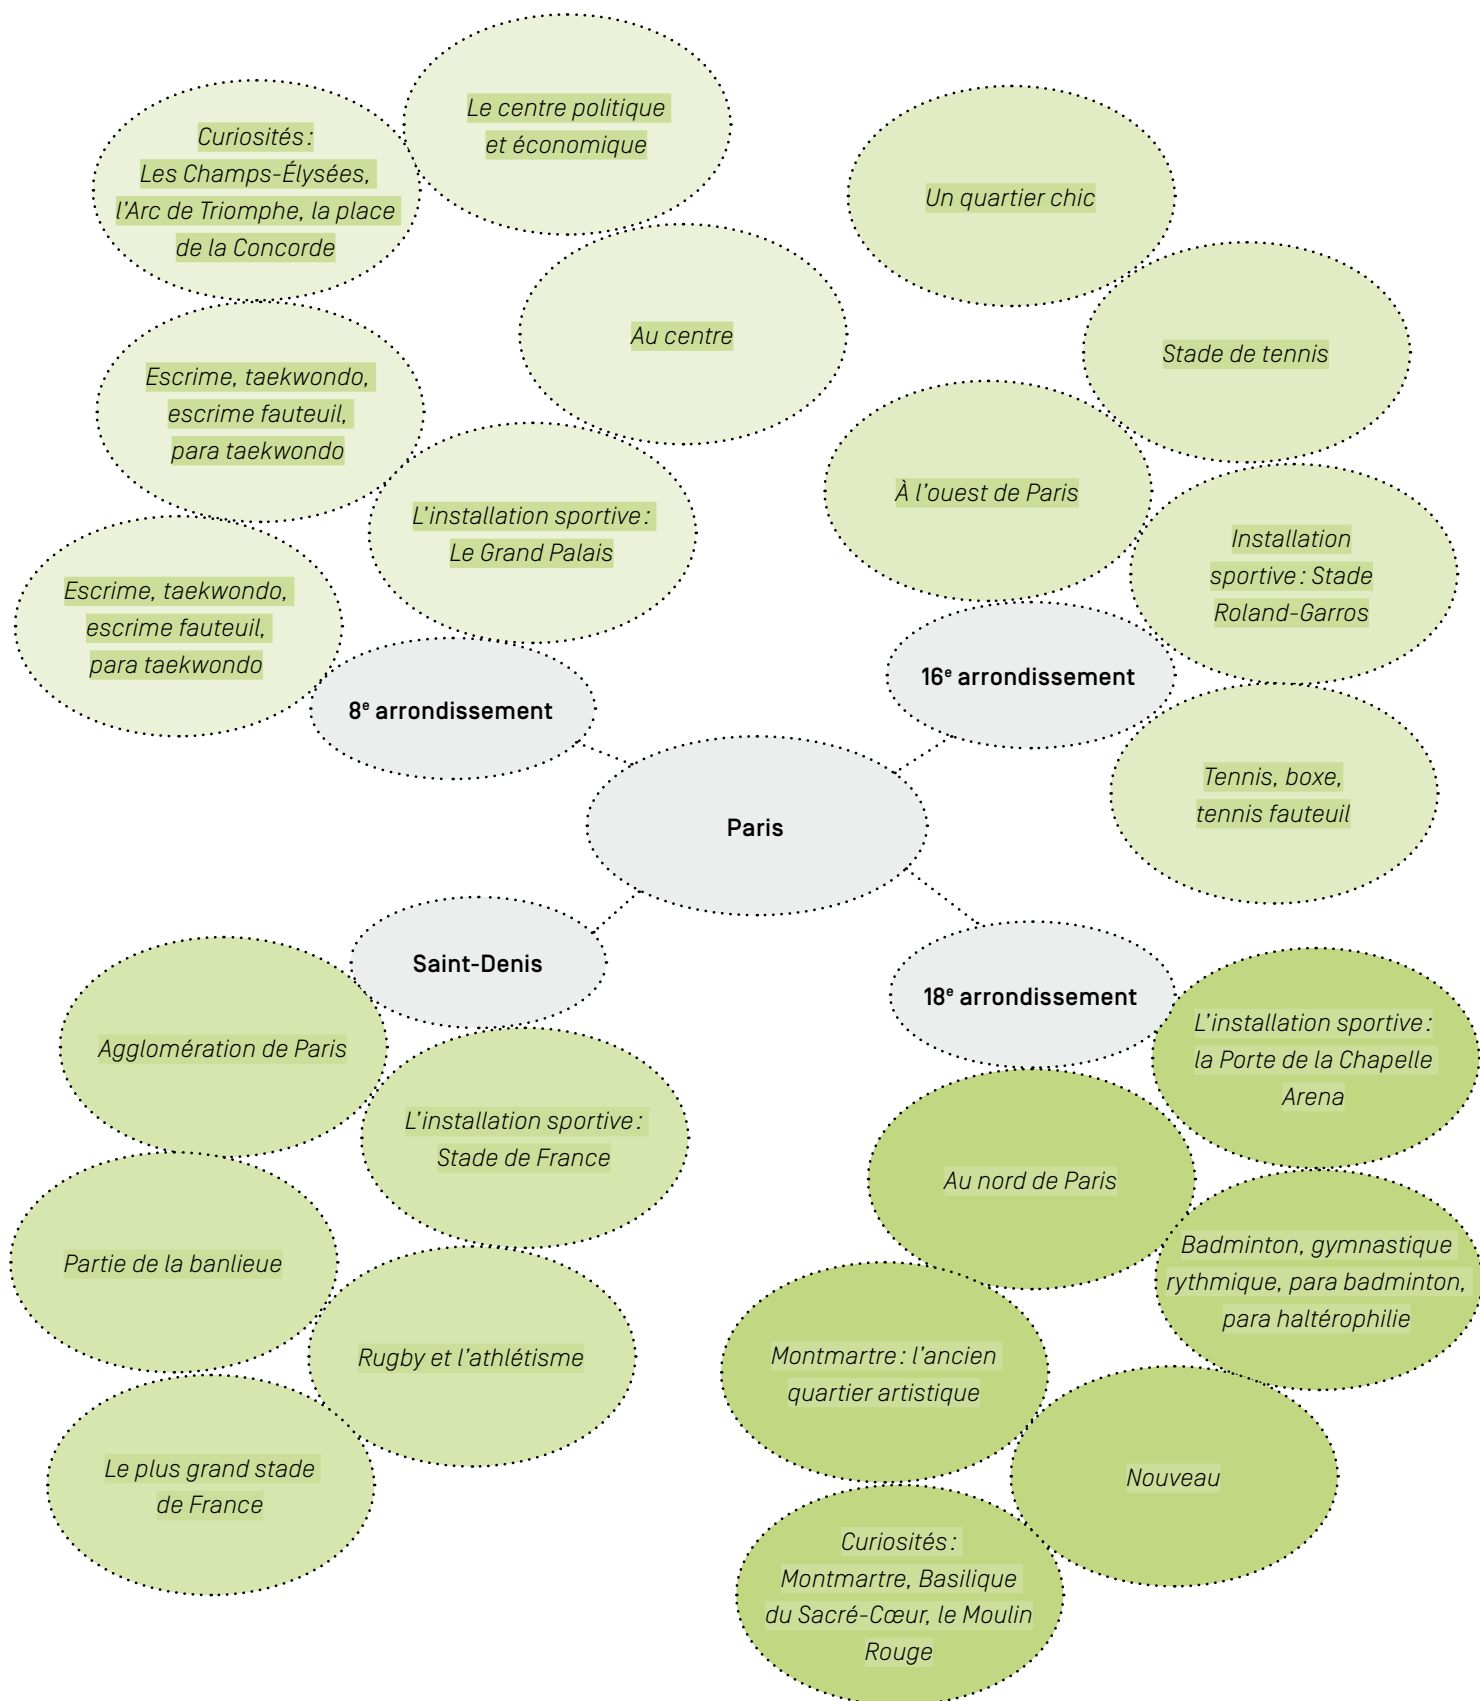 Le centre politique
et économique
Curiosités :
Les Champs-Élysées,
l'Arc de Triomphe, la place
de la Concorde
Au centre
Escrime, taekwondo,
escrime fauteuil,
para taekwondo
L'installation sportive :
Le Grand Palais
Escrime, taekwondo,
escrime fauteuil,
para taekwondo
8e arrondissement
Un quartier chic
Stade de tennis
À l'ouest de Paris
Installation
sportive : Stade
Roland-Garros
16e arrondissement
Tennis, boxe,
tennis fauteuil
Paris
Saint-Denis
Agglomération de Paris
L'installation sportive :
Stade de France
Partie de la banlieue
Rugby et l'athlétisme
Le plus grand stade
de France
18e arrondissement
L'installation sportive :
la Porte de la Chapelle
Arena
Au nord de Paris
Badminton, gymnastique
rythmique, para badminton,
para haltérophilie
Montmartre : l'ancien
quartier artistique
Nouveau
Curiosités :
Montmartre, Basilique
du Sacré-Cœur, le Moulin
Rouge